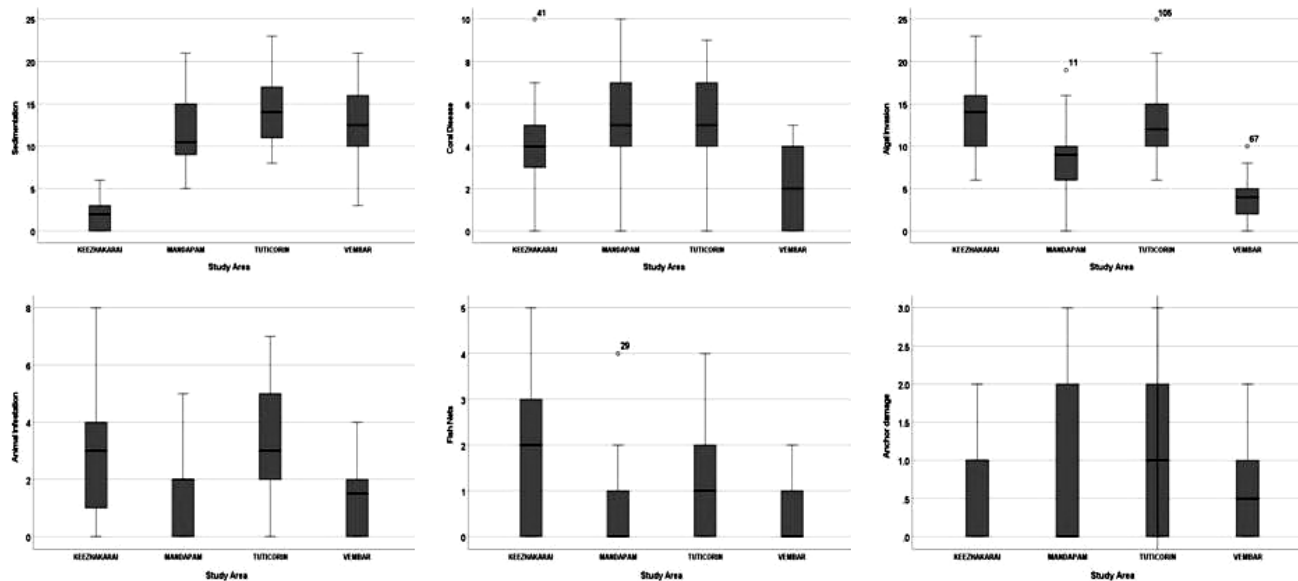 Sedimentation
25
20
15
10
5
0
KEEZHAKARAI MANDAPAM TUTICORIN VEMBAR
Study Area
Coral Disease
10
8
6
4
2
0
41
KEEZHAKARAI MANDAPAM TUTICORIN VEMBAR
Study Area
Algal Invasion
25
20
15
10
5
0
11
105
67
KEEZHAKARAI MANDAPAM TUTICORIN VEMBAR
Study Area
Animal Infestation
8
6
4
2
0
KEEZHAKARAI MANDAPAM TUTICORIN VEMBAR
Study Area
Fish Nets
5
4
3
2
1
0
29
KEEZHAKARAI MANDAPAM TUTICORIN VEMBAR
Study Area
Anchor damage
3.0
2.5
2.0
1.5
1.0
.5
.0
KEEZHAKARAI MANDAPAM TUTICORIN VEMBAR
Study Area